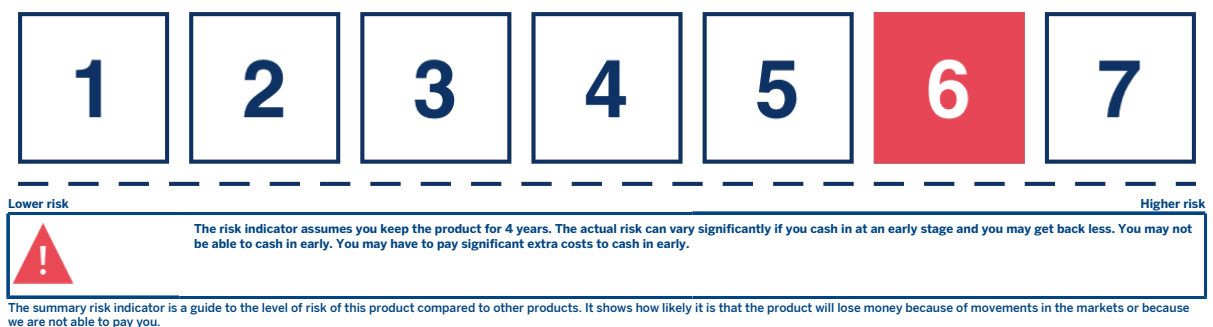 1 2 3 4 5 6 7
Lower risk Higher risk
!
The risk indicator assumes you keep the product for 4 years. The actual risk can vary significantly if you cash in at an early stage and you may get back less. You may not
be able to cash in early. You may have to pay significant extra costs to cash in early.
The summary risk indicator is a guide to the level of risk of this product compared to other products. It shows how likely it is that the product will lose money because of movements in the markets or because
we are not able to pay you.